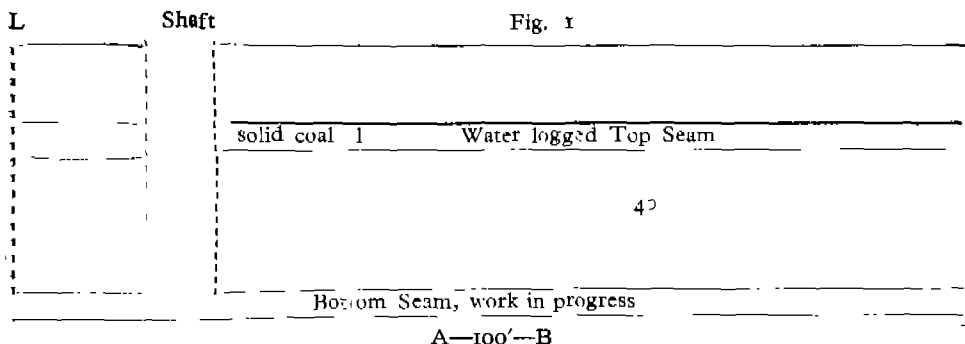 L Shaft Fig. 1
solid coal 1 Water logged Top Seam
Bottom Seam, work in progress
A—100'—B